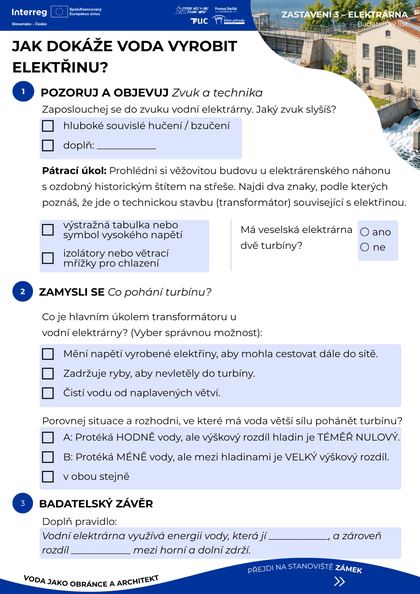 Interreg
Spolufinancováno
Evropskou unií
Slovensko – Česko
TUC
ZASTAVENÍ 3 – ELEKTRÁRNA
Badatelský list
JAK DOKÁŽE VODA VYROBIT
ELEKTŘINU?
1 POZORUJ A OBJEVUJ Zvuk a technika
Zaposlouchej se do zvuku vodní elektrárny. Jaký zvuk slyšíš?
hluboké souvislé hučení / bzučení
doplň: ___________
Pátrací úkol: Prohlédni si věžovitou budovu u elektrárenského náhonu
s ozdobný historickým štítem na střeše. Najdi dva znaky, podle kterých
poznáš, že jde o technickou stavbu (transformátor) související s elektrinou.
výstražná tabulka nebo
symbol vysokého napětí
izolátory nebo větrací
mřížky pro chlazení
Má veselská elektrárna
dvě turbíny?
ano
ne
2 ZAMYSLI SE Co pohání turbínu?
Co je hlavním úkolem transformátoru u
vodní elektrárny? (Vyber správnou možnost):
Mění napětí vyrobené elektřiny, aby mohla cestovat dále do sítě.
Zadržuje ryby, aby nevletěly do turbíny.
Čistí vodu od naplavených větví.
Porovnej situace a rozhodni, ve které má voda větší sílu pohánět turbínu?
A: Protéká HODNĚ vody, ale výškový rozdíl hladin je TÉMĚŘ NULOVÝ.
B: Protéká MÉNĚ vody, ale mezi hladinami je VELKÝ výškový rozdíl.
v obou stejně
3 BADATELSKÝ ZÁVĚR
Doplň pravidlo:
Vodní elektrárna využívá energii vody, která jí ___________, a zároveň
rozdíl ___________ mezi horní a dolní zdrží.
VODA JAKO OBRÁNCE A ARCHITEKT
PŘEJDI NA STANOVIŠTĚ ZÁMEK